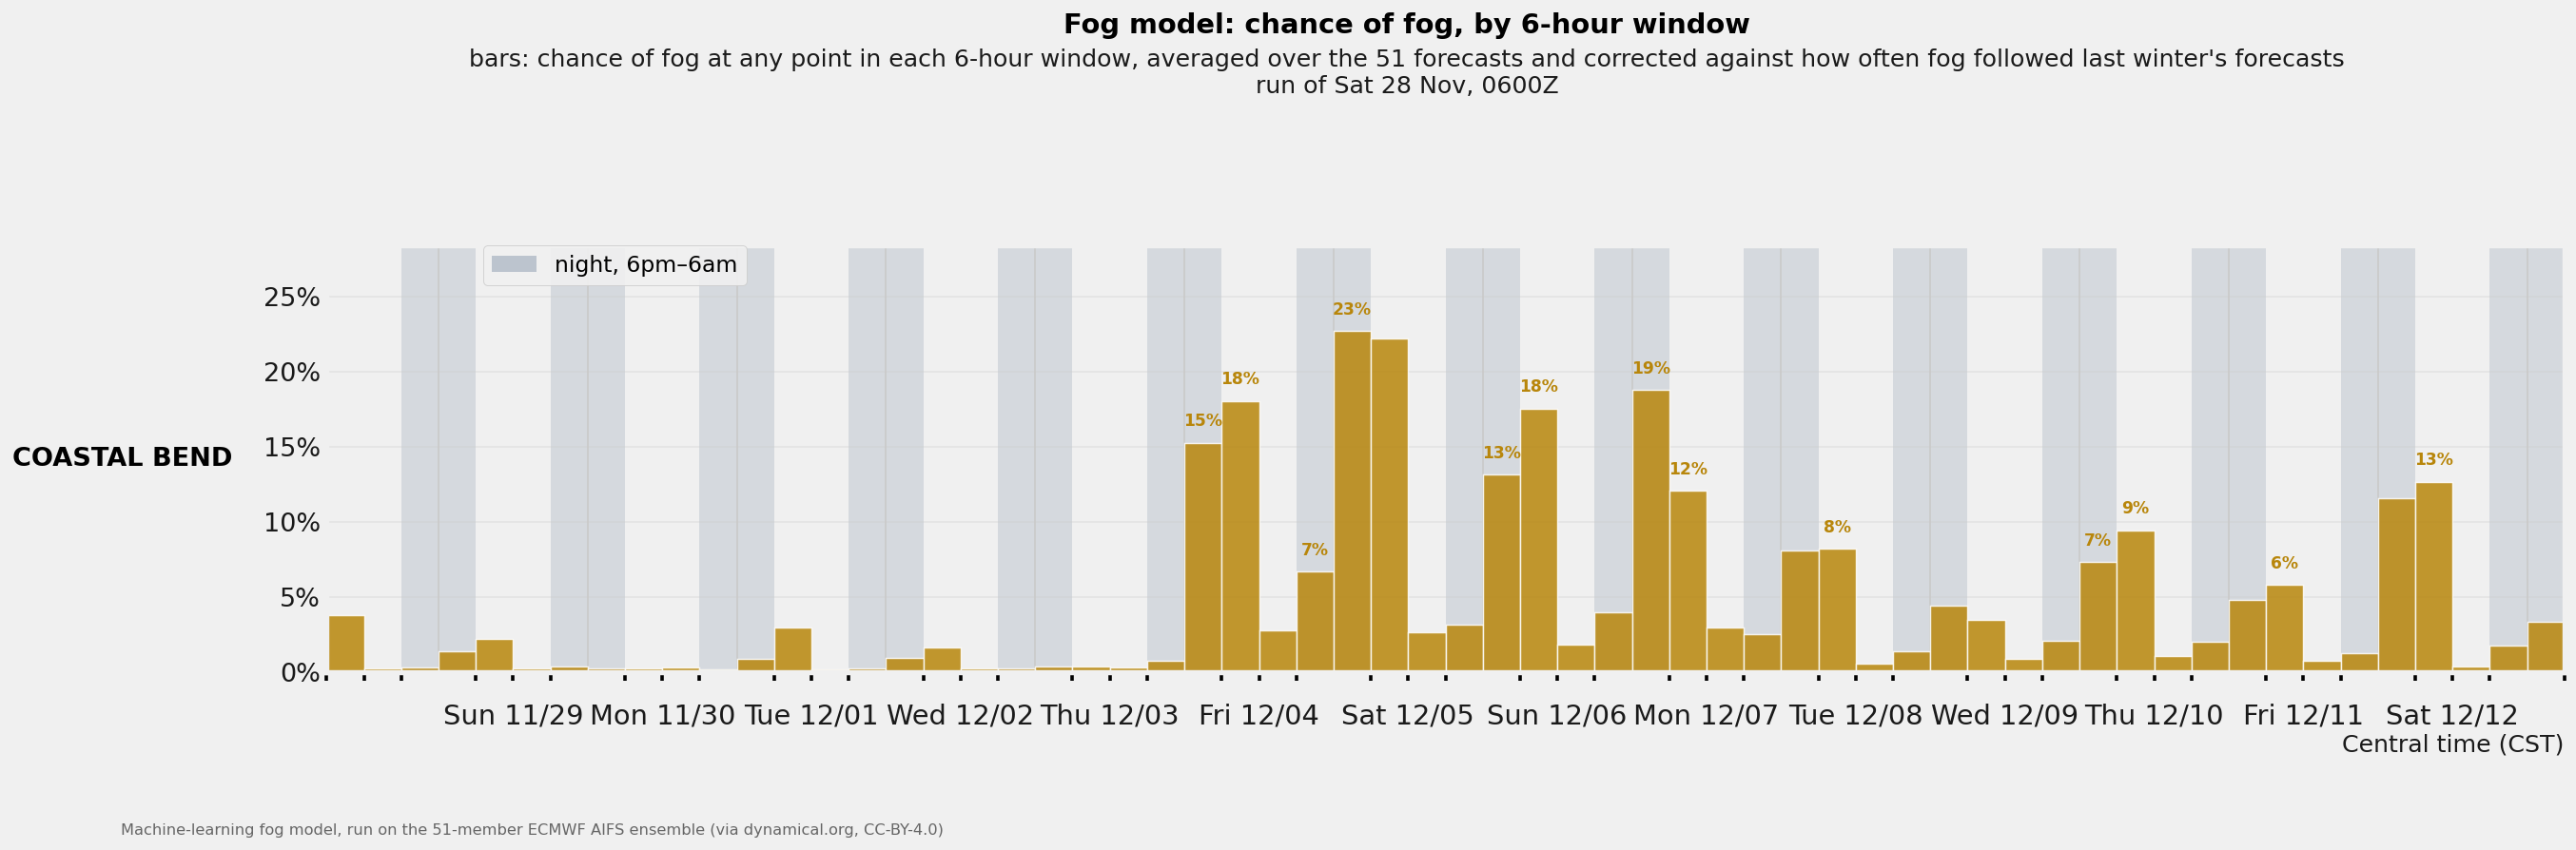 Fog model: chance of fog, by 6-hour window
bars: chance of fog at any point in each 6-hour window, averaged over the 51 forecasts and corrected against how often fog followed last winter's forecasts
run of Sat 28 Nov, 0600Z
night, 6pm–6am
25%
20%
15%
10%
5%
0%
COASTAL BEND
15%
18%
7%
23%
13%
18%
19%
12%
8%
7%
9%
6%
13%
Sun 11/29
Mon 11/30
Tue 12/01
Wed 12/02
Thu 12/03
Fri 12/04
Sat 12/05
Sun 12/06
Mon 12/07
Tue 12/08
Wed 12/09
Thu 12/10
Fri 12/11
Sat 12/12
Central time (CST)
Machine-learning fog model, run on the 51-member ECMWF AIFS ensemble (via dynamical.org, CC-BY-4.0)